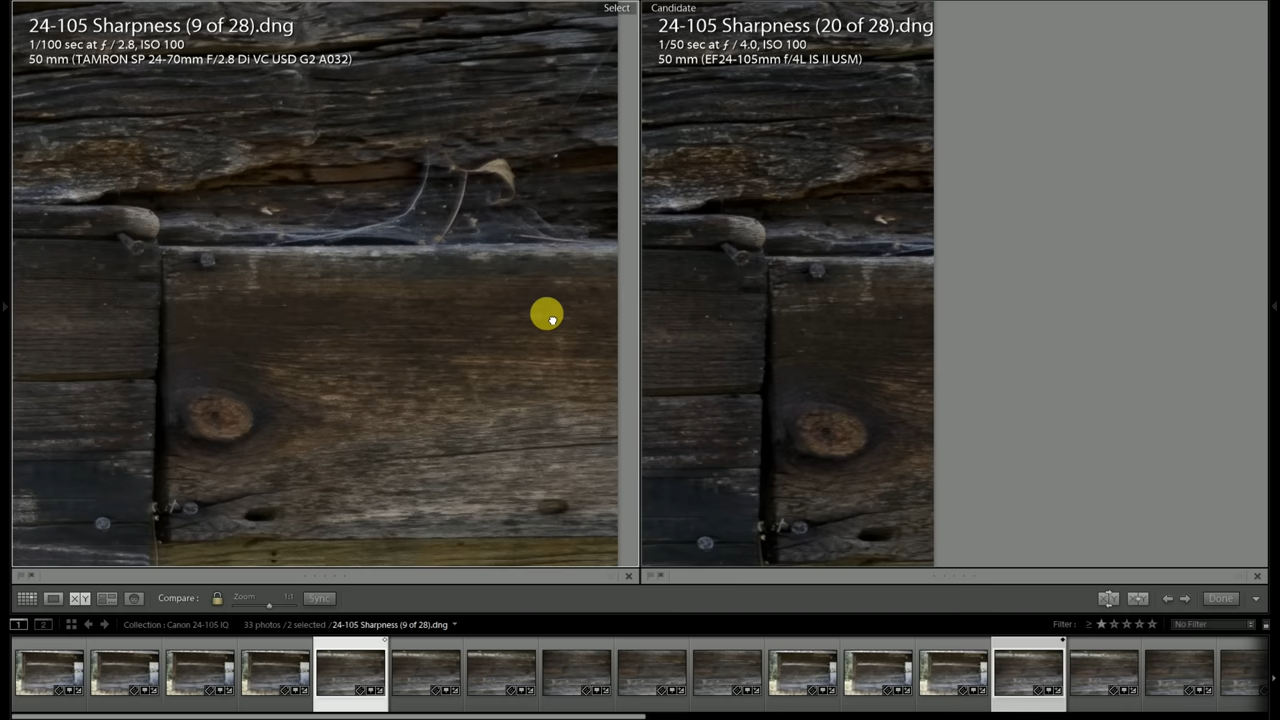 Select
24-105 Sharpness (9 of 28).dng
1/100 sec at ƒ / 2.8, ISO 100
50 mm (TAMRON SP 24-70mm F/2.8 Di VC USD G2 A032)
Candidate
24-105 Sharpness (20 of 28).dng
1/50 sec at ƒ / 4.0, ISO 100
50 mm (EF24-105mm f/4L IS II USM)
X Y Compare : Zoom 1:1 Sync Done
1 2 Collection : Canon 24-105 IQ 33 photos /2 selected /24-105 Sharpness (9 of 28).dng Filter : ≥ No Filter